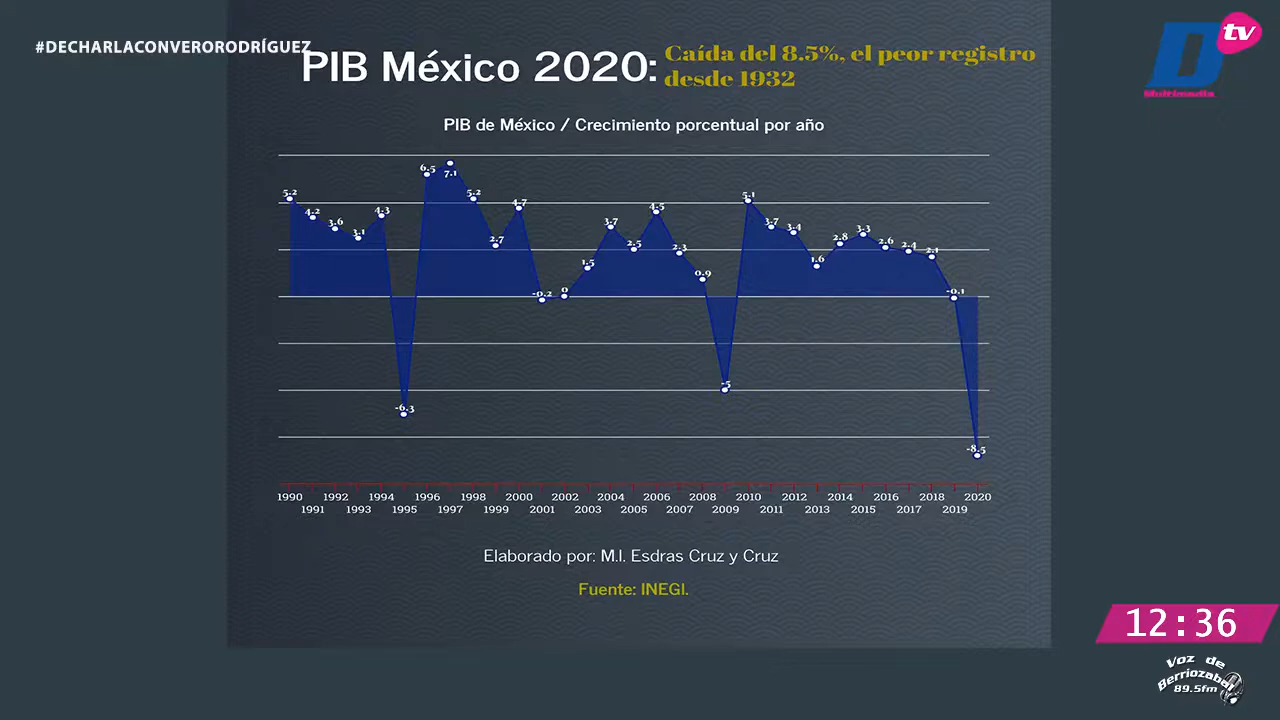 #DECHARLACONVERORODRÍGUEZ
PIB México 2020:
Caída del 8.5%, el peor registro
desde 1932
D tv
Multimedia
PIB de México / Crecimiento porcentual por año
5.2 4.2 3.6 3.1 4.3 -6.3 6.5 7.1 5.2 2.7 4.7 -0.2 0 1.5 3.7 2.5 4.5 2.3 0.9 -5 5.1 3.7 3.4 1.6 2.8 3.3 2.6 2.4 2.1 -0.1 -8.5
1990 1992 1994 1996 1998 2000 2002 2004 2006 2008 2010 2012 2014 2016 2018 2020
1991 1993 1995 1997 1999 2001 2003 2005 2007 2009 2011 2013 2015 2017 2019
Elaborado por: M.I. Esdras Cruz y Cruz
Fuente: INEGI.
12:36
Voz de
Berriozabal
89.5fm